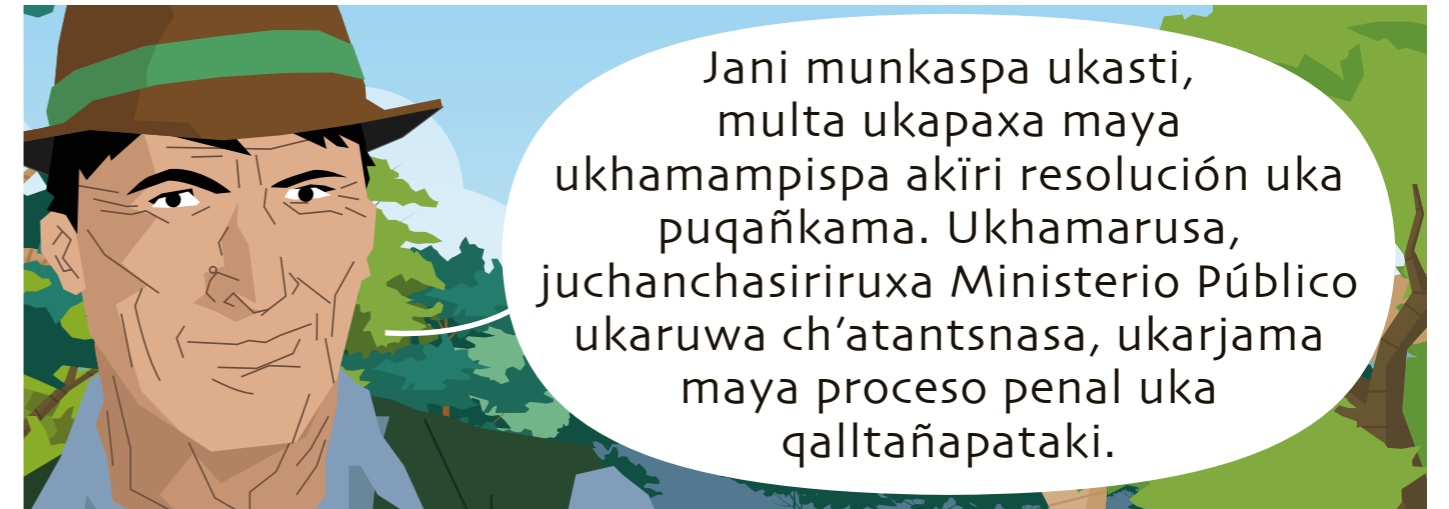 Jani munkaspa ukasti,
multa ukapaxa maya
ukhamampispa akïri resolución uka
puqañkama. Ukhamarusa,
juchanchasiriruxa Ministerio Público
ukaruwa ch’atantsnasa, ukarjama
maya proceso penal uka
qalltañapataki.